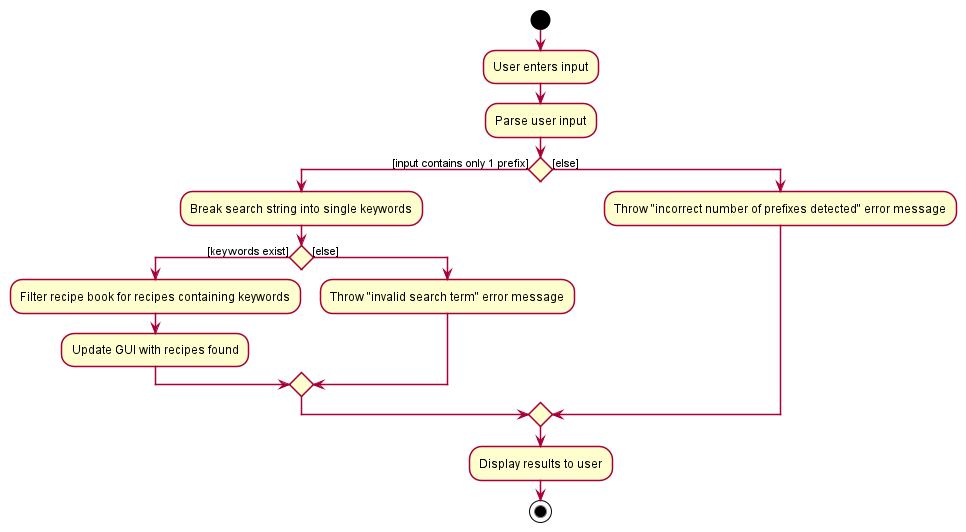 User enters input
Parse user input
[input contains only 1 prefix]
[else]
Break search string into single keywords
Throw "incorrect number of prefixes detected" error message
[keywords exist]
[else]
Filter recipe book for recipes containing keywords
Throw "invalid search term" error message
Update GUI with recipes found
Display results to user